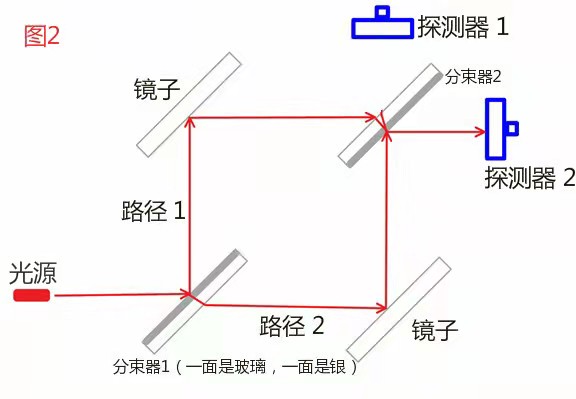 图2
探测器 1
分束器2
镜子
探测器 2
路径 1
光源
路径 2
镜子
分束器1（一面是玻璃，一面是银）